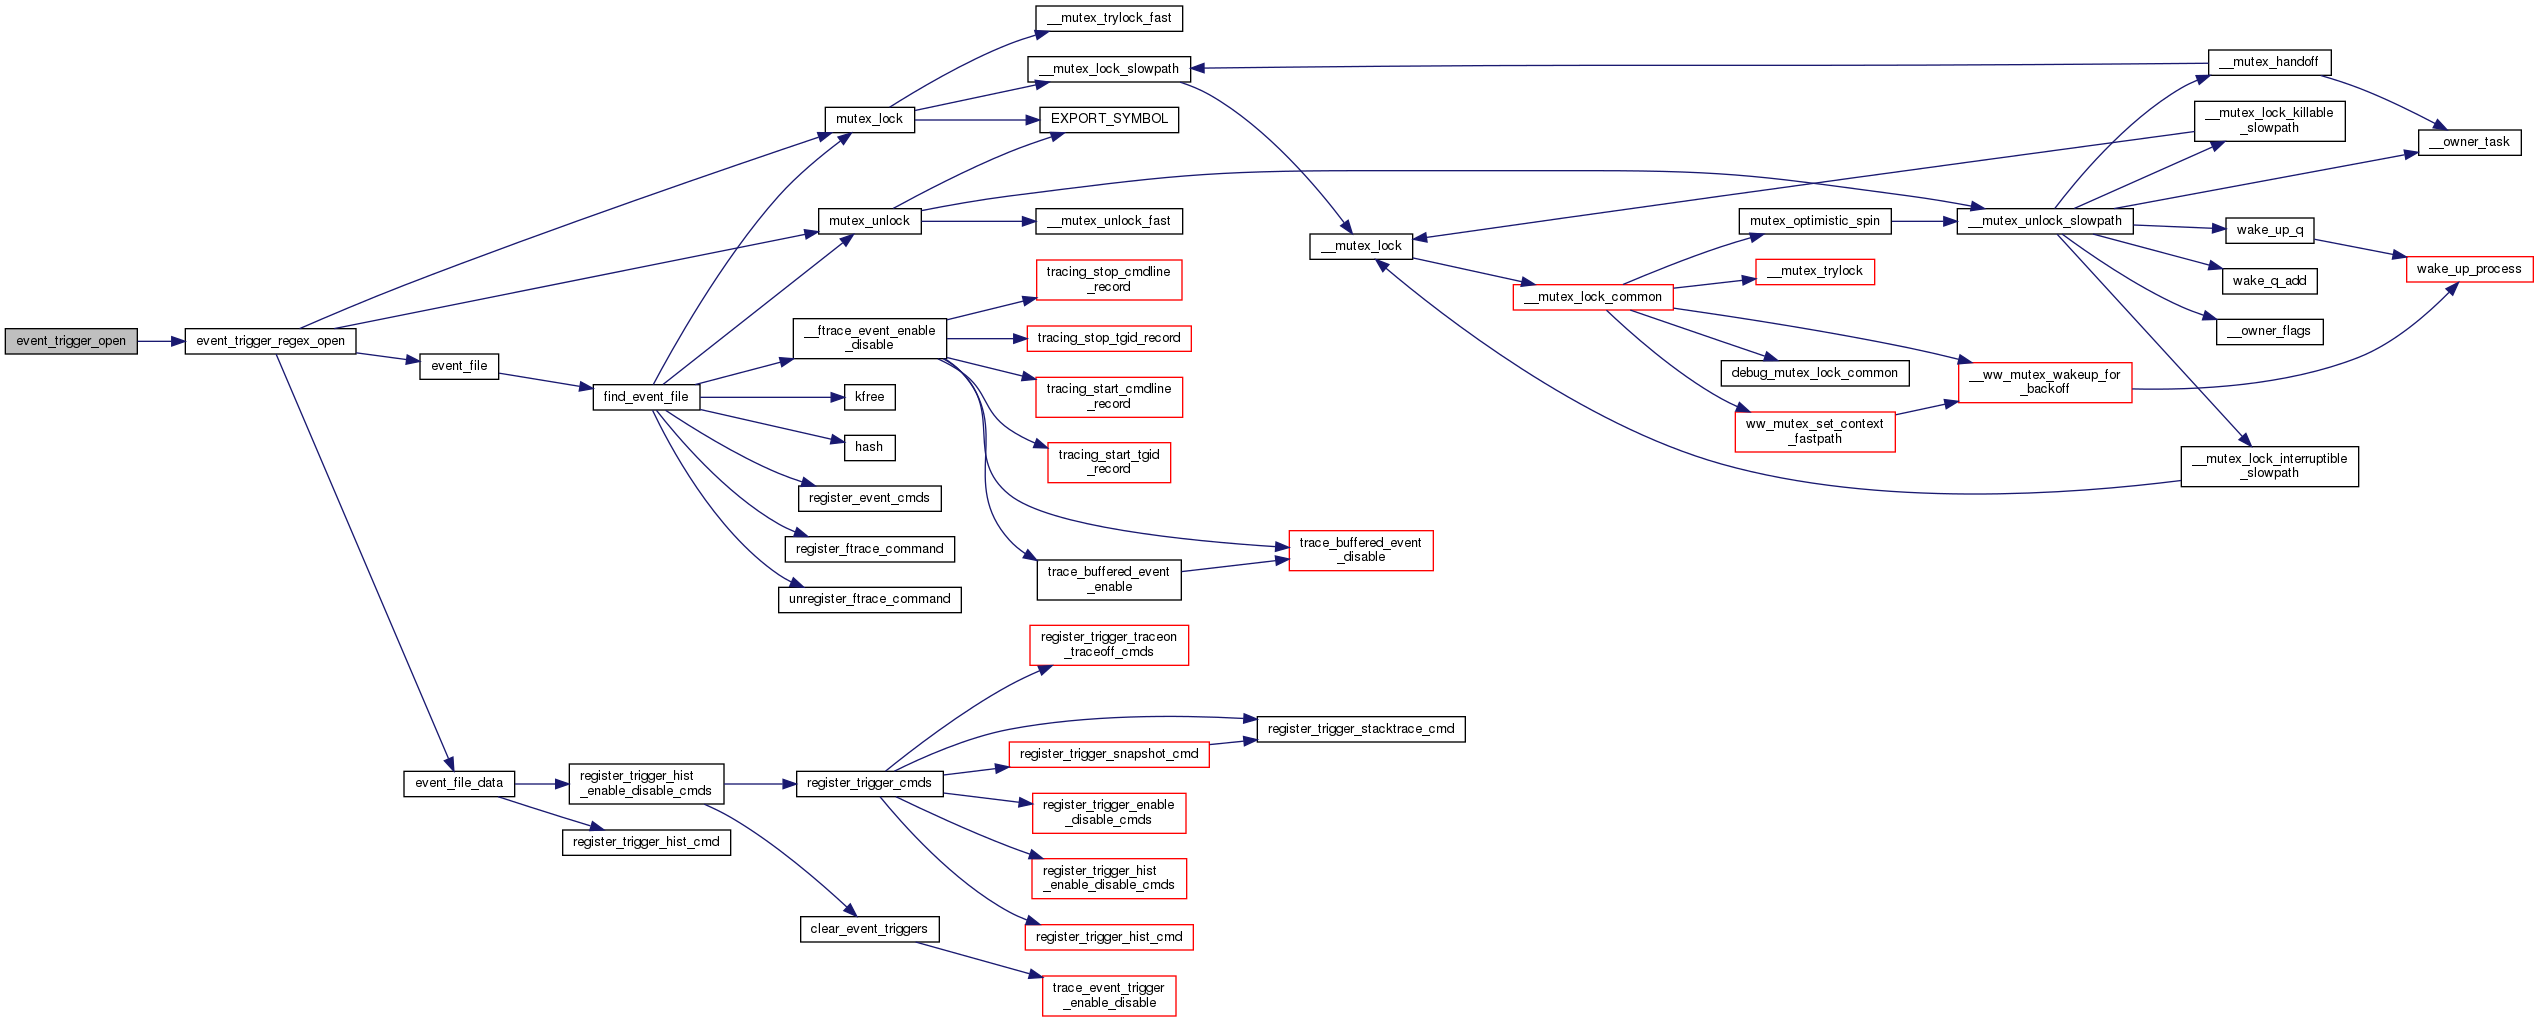 event_trigger_open
event_trigger_regex_open
event_file
find_event_file
mutex_lock
__mutex_trylock_fast
__mutex_lock_slowpath
EXPORT_SYMBOL
mutex_unlock
__mutex_unlock_fast
__ftrace_event_enable
_disable
tracing_stop_cmdline
_record
tracing_stop_tgid_record
tracing_start_cmdline
_record
tracing_start_tgid
_record
trace_buffered_event
_enable
trace_buffered_event
_disable
kfree
hash
register_event_cmds
register_ftrace_command
unregister_ftrace_command
__mutex_lock
__mutex_lock_common
mutex_optimistic_spin
__mutex_trylock
debug_mutex_lock_common
ww_mutex_set_context
_fastpath
__mutex_unlock_slowpath
__ww_mutex_wakeup_for
_backoff
__mutex_handoff
__mutex_lock_killable
_slowpath
__owner_task
wake_up_q
wake_q_add
wake_up_process
__owner_flags
__mutex_lock_interruptible
_slowpath
event_file_data
register_trigger_hist
_enable_disable_cmds
register_trigger_hist_cmd
register_trigger_cmds
clear_event_triggers
register_trigger_traceon
_traceoff_cmds
register_trigger_stacktrace_cmd
register_trigger_snapshot_cmd
register_trigger_enable
_disable_cmds
register_trigger_hist
_enable_disable_cmds
register_trigger_hist_cmd
trace_event_trigger
_enable_disable